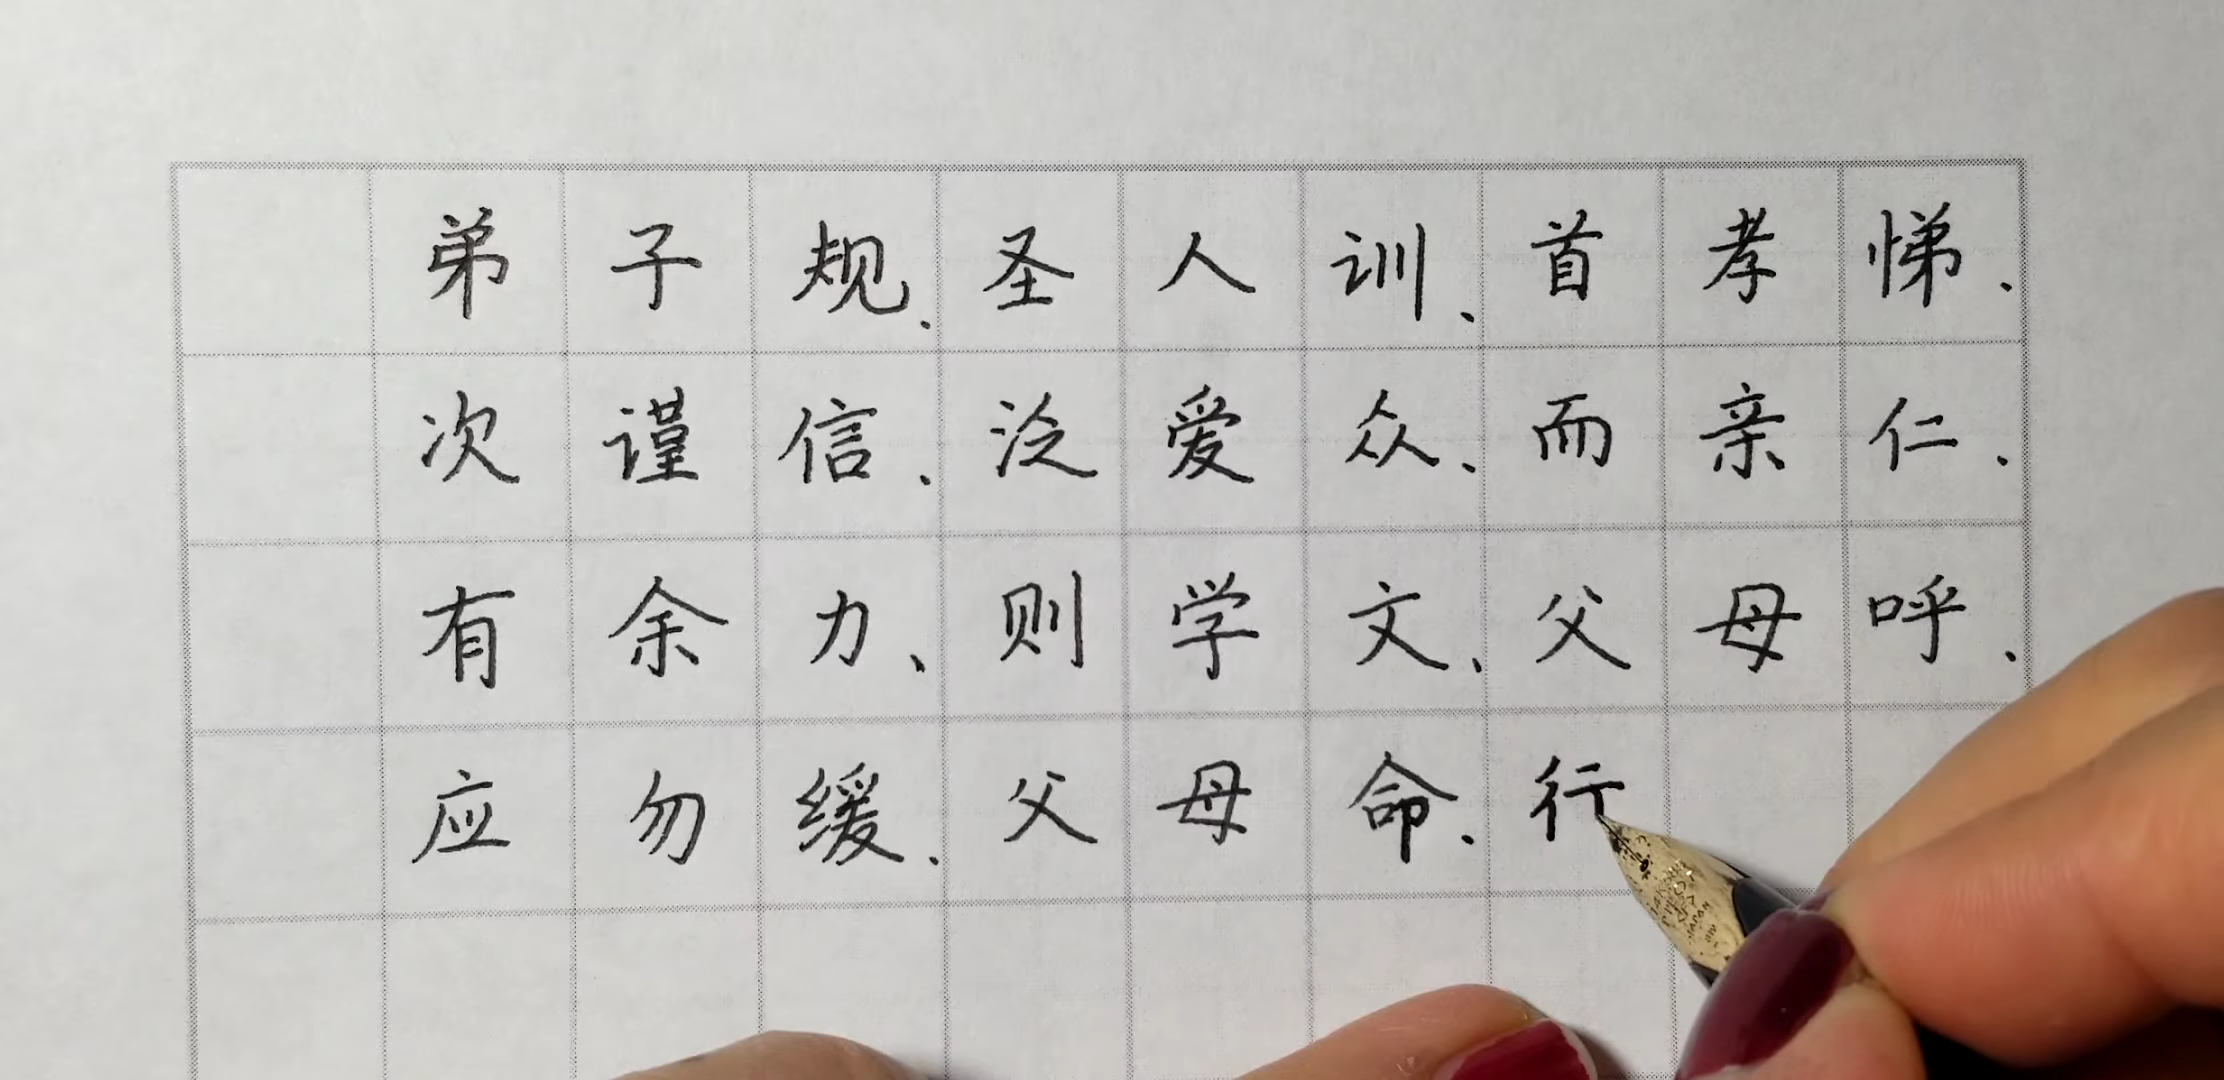 弟子规、圣人训、首孝悌、
次谨信、泛爱众、而亲仁、
有余力、则学文、父母呼、
应勿缓、父母命、行